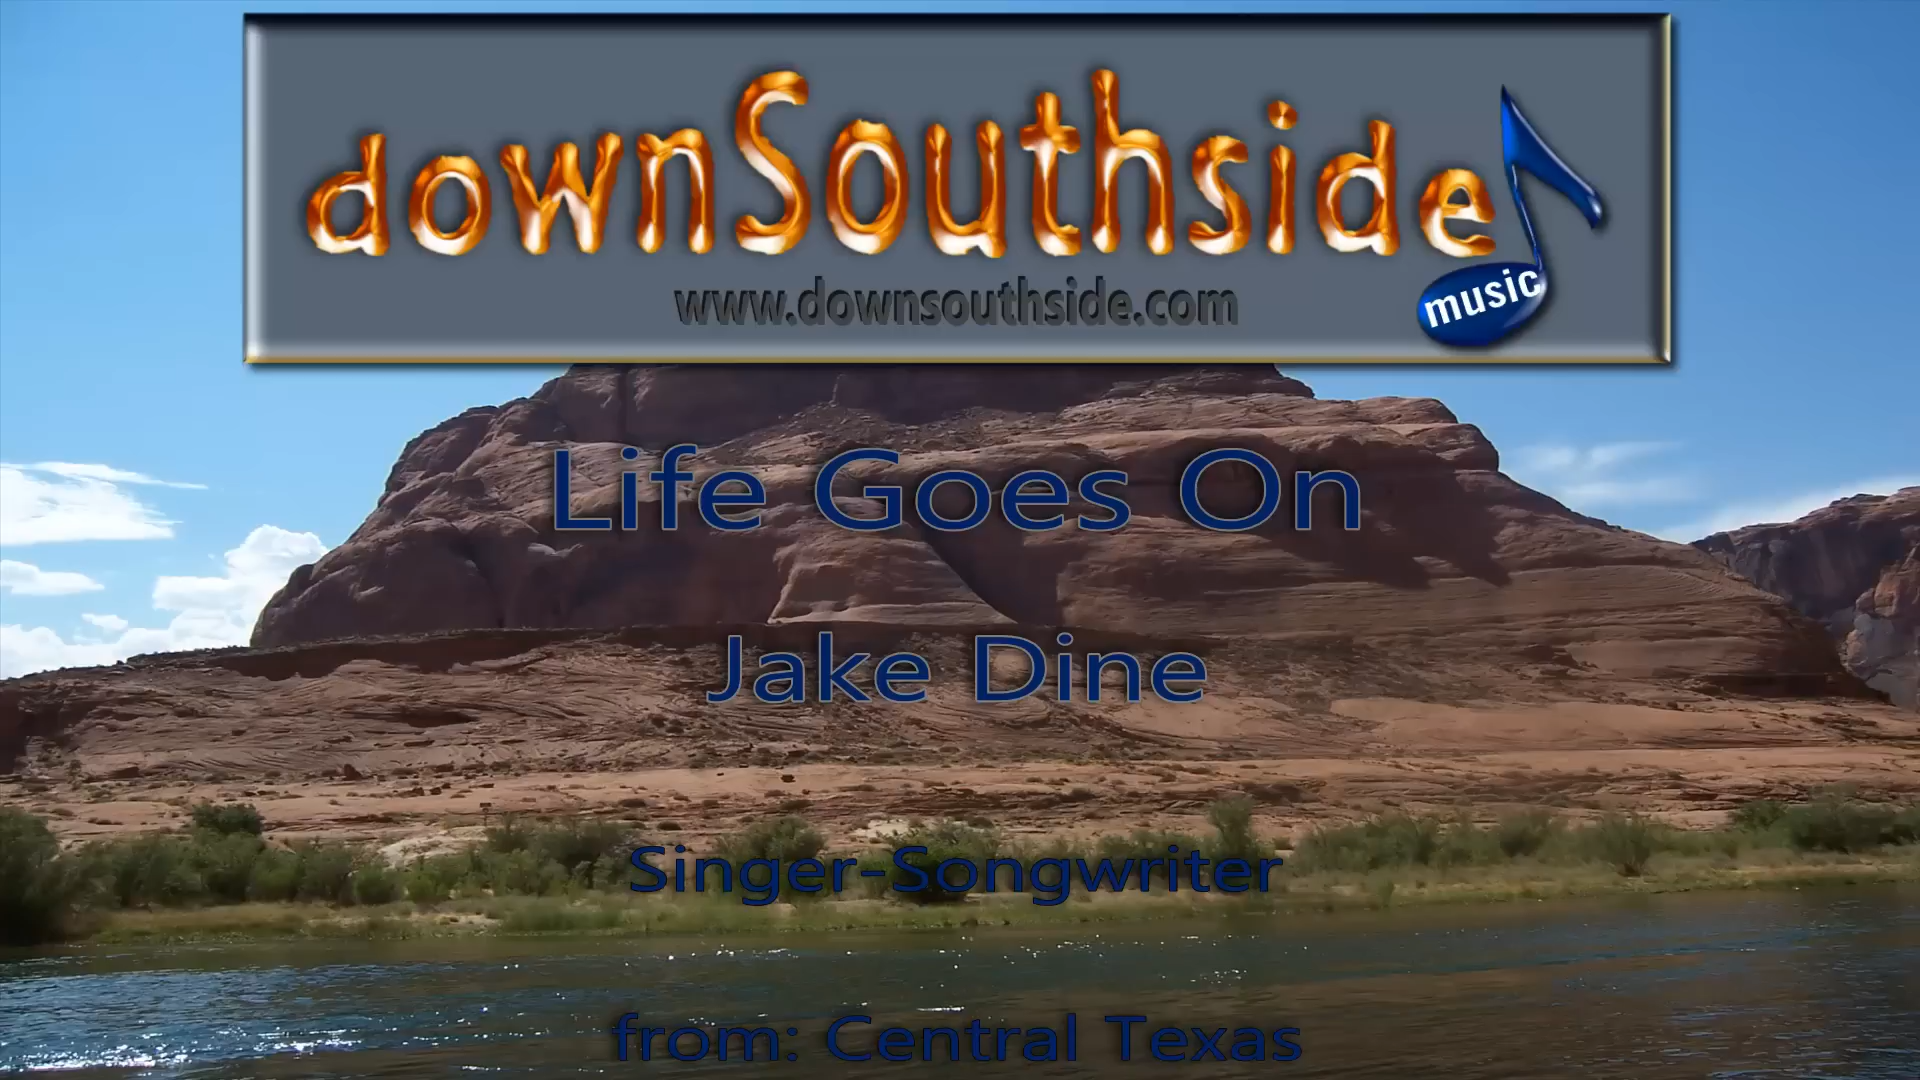 downSouthside
www.downsouthside.com
music
Life Goes On
Jake Dine
Singer-Songwriter
from: Central Texas